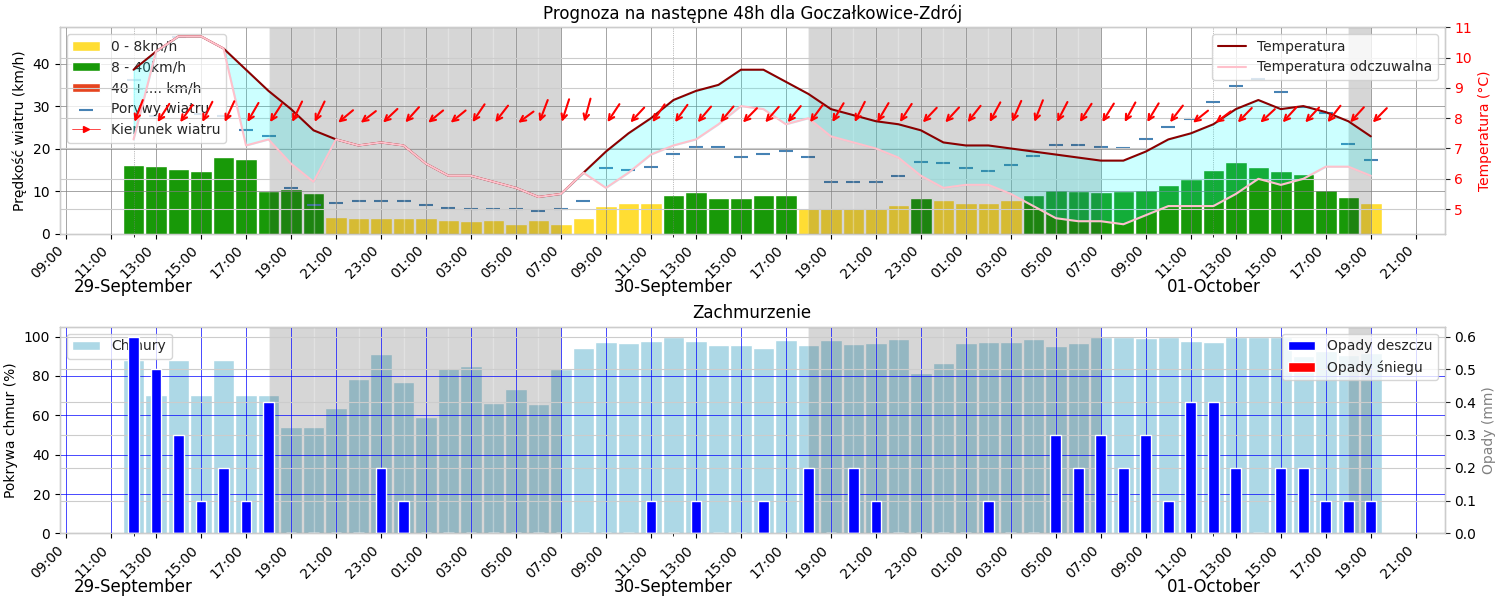 Prognoza na następne 48h dla Goczałkowice-Zdrój
Prędkość wiatru (km/h)
0 10 20 30 40
0 - 8km/h
8 - 40km/h
40 + ... km/h
Porywy wiatru
Kierunek wiatru
Temperatura
Temperatura odczuwalna
5 6 7 8 9 10 11
Temperatura (°C)
09:00 11:00 13:00 15:00 17:00 19:00 21:00 23:00 01:00 03:00 05:00 07:00 09:00 11:00 13:00 15:00 17:00 19:00 21:00 23:00 01:00 03:00 05:00 07:00 09:00 11:00 13:00 15:00 17:00 19:00 21:00
29-September 30-September 01-October
Zachmurzenie
Pokrywa chmur (%)
0 20 40 60 80 100
Chmury
Opady deszczu
Opady śniegu
0.0 0.1 0.2 0.3 0.4 0.5 0.6
Opady (mm)
09:00 11:00 13:00 15:00 17:00 19:00 21:00 23:00 01:00 03:00 05:00 07:00 09:00 11:00 13:00 15:00 17:00 19:00 21:00 23:00 01:00 03:00 05:00 07:00 09:00 11:00 13:00 15:00 17:00 19:00 21:00
29-September 30-September 01-October